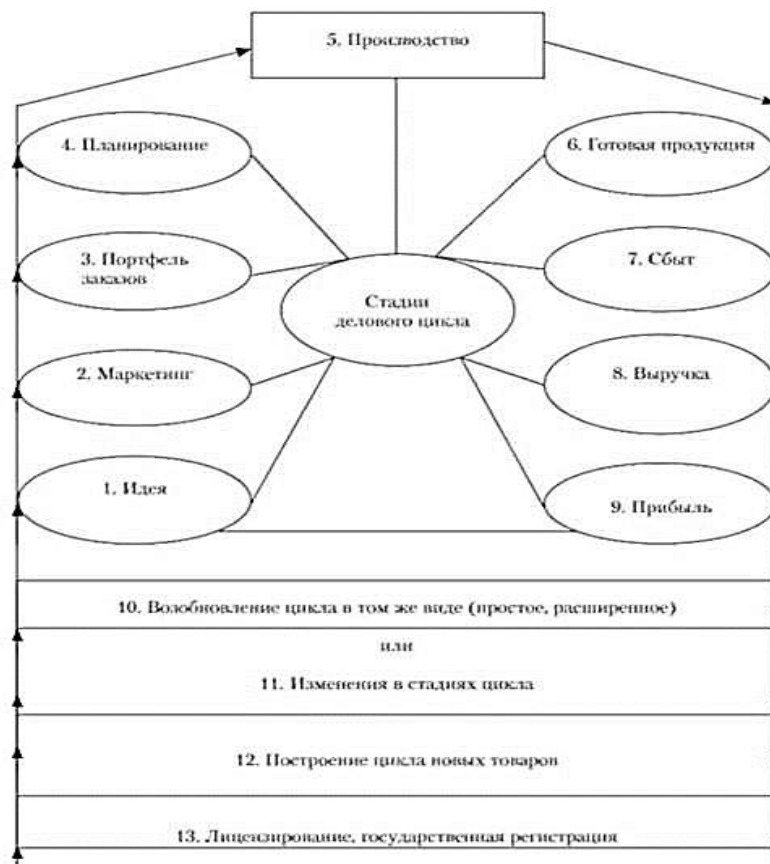 5. Производство
4. Планирование
6. Готовая продукция
3. Портфель
заказов
7. Сбыт
Стадии
делового цикла
2. Маркетинг
8. Выручка
1. Идея
9. Прибыль
10. Возобновление цикла в том же виде (простое, расширенное)
или
11. Изменения в стадиях цикла
12. Построение цикла новых товаров
13. Лицензирование, государственная регистрация